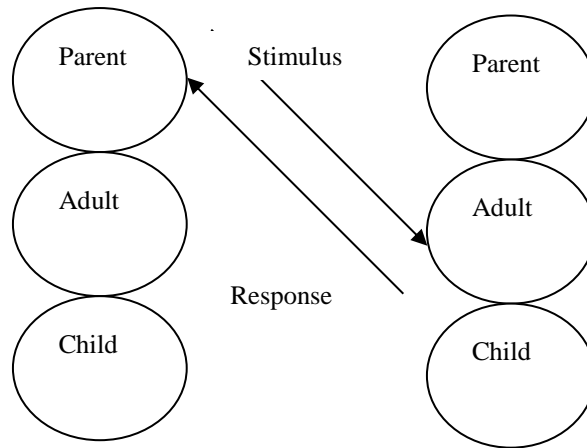 Parent
Stimulus
Parent
Adult
Adult
Response
Child
Child